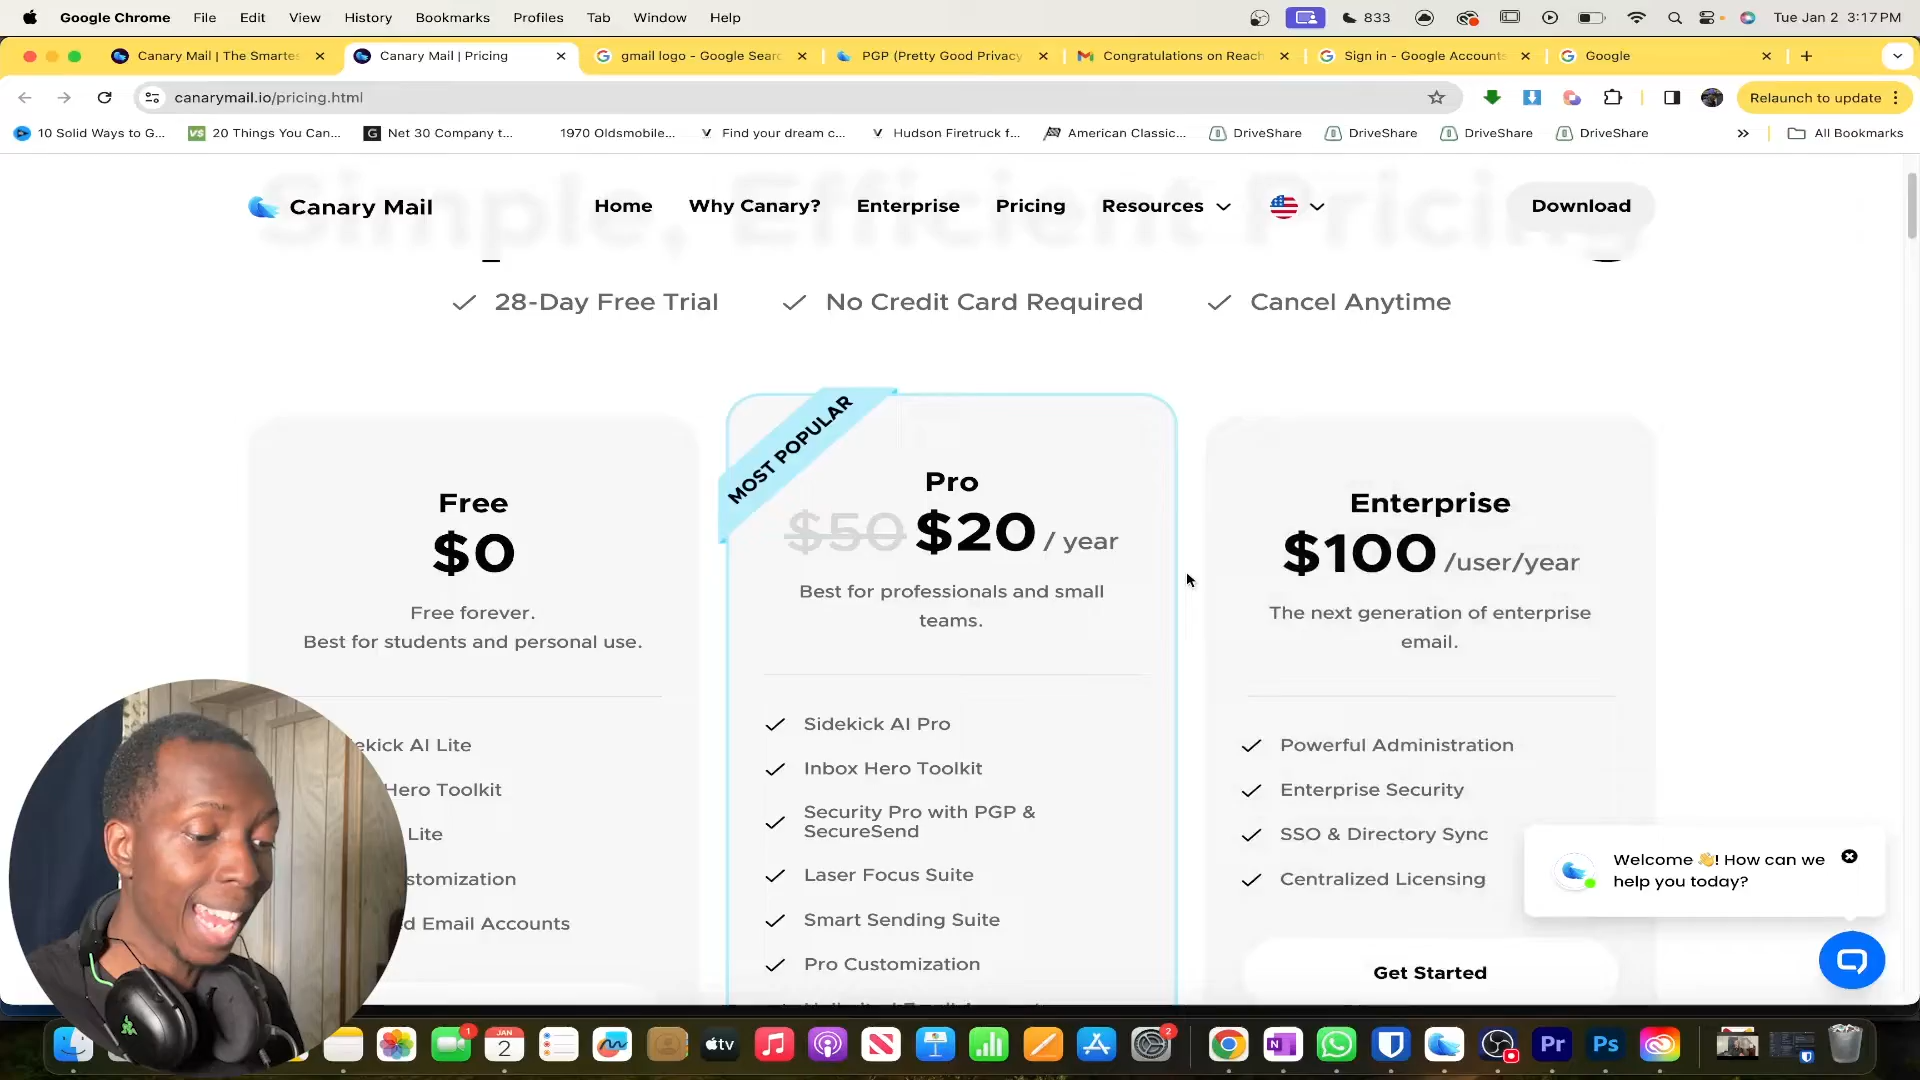 Google Chrome File Edit View History Bookmarks Profiles Tab Window Help 833 Tue Jan 2 3:17 PM
Canary Mail | The Smartes Canary Mail | Pricing gmail logo - Google Searc PGP (Pretty Good Privacy Congratulations on Reach Sign in - Google Accounts Google
canarymail.io/pricing.html Relaunch to update
10 Solid Ways to G... 20 Things You Can... Net 30 Company t... 1970 Oldsmobile... Find your dream c... Hudson Firetruck f... American Classic... DriveShare DriveShare DriveShare DriveShare All Bookmarks
Simple, Efficient Pricing
Canary Mail Home Why Canary? Enterprise Pricing Resources Download
28-Day Free Trial No Credit Card Required Cancel Anytime
MOST POPULAR
Free
$0
Free forever.
Best for students and personal use.
ekick AI Lite
Hero Toolkit
Lite
stomization
d Email Accounts
Pro
$50 $20 / year
Best for professionals and small
teams.
Sidekick AI Pro
Inbox Hero Toolkit
Security Pro with PGP &
SecureSend
Laser Focus Suite
Smart Sending Suite
Pro Customization
Enterprise
$100 /user/year
The next generation of enterprise
email.
Powerful Administration
Enterprise Security
SSO & Directory Sync
Centralized Licensing
Get Started
Welcome 👋! How can we
help you today?
1 JAN 2 tv 2 N Pr Ps